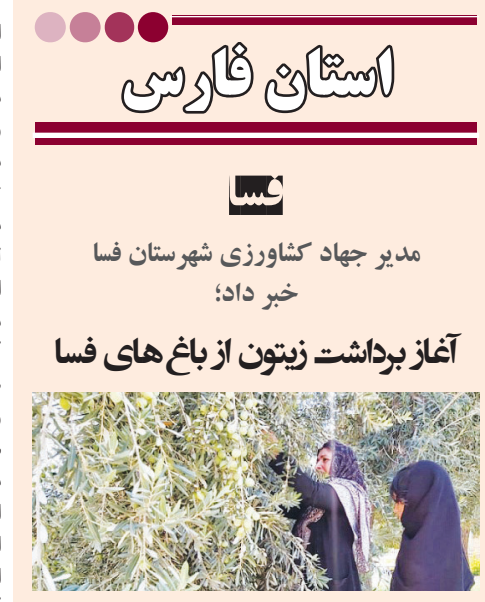 استان فارس
فسا
مدیر جهاد کشاورزی شهرستان فسا
خبر داد؛
آغاز برداشت زیتون از باغ های فسا